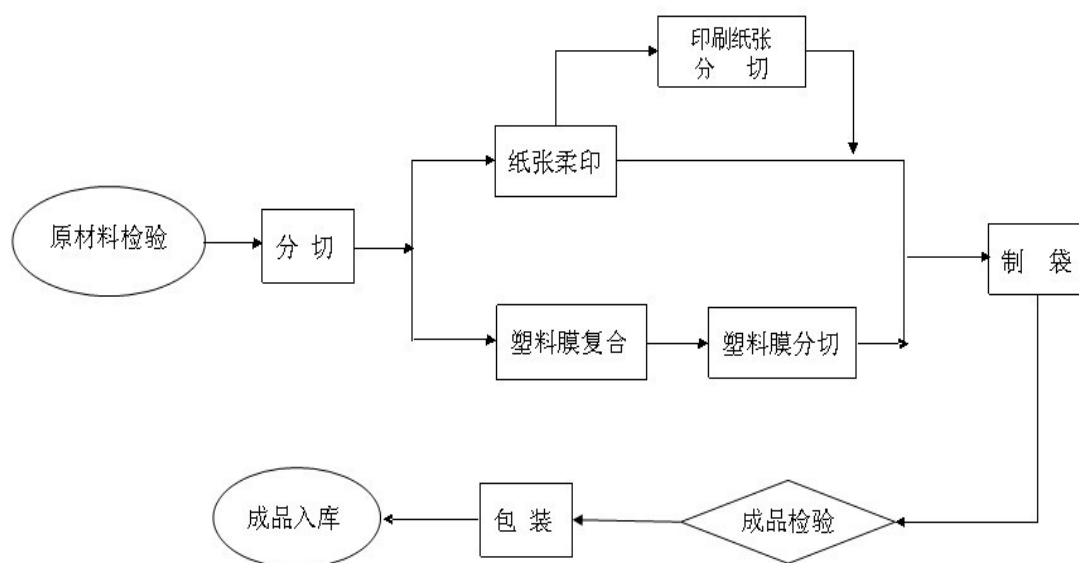 印刷纸张
分 切
纸张柔印
原材料检验
分 切
制 袋
塑料膜复合
塑料膜分切
成品入库
包 装
成品检验